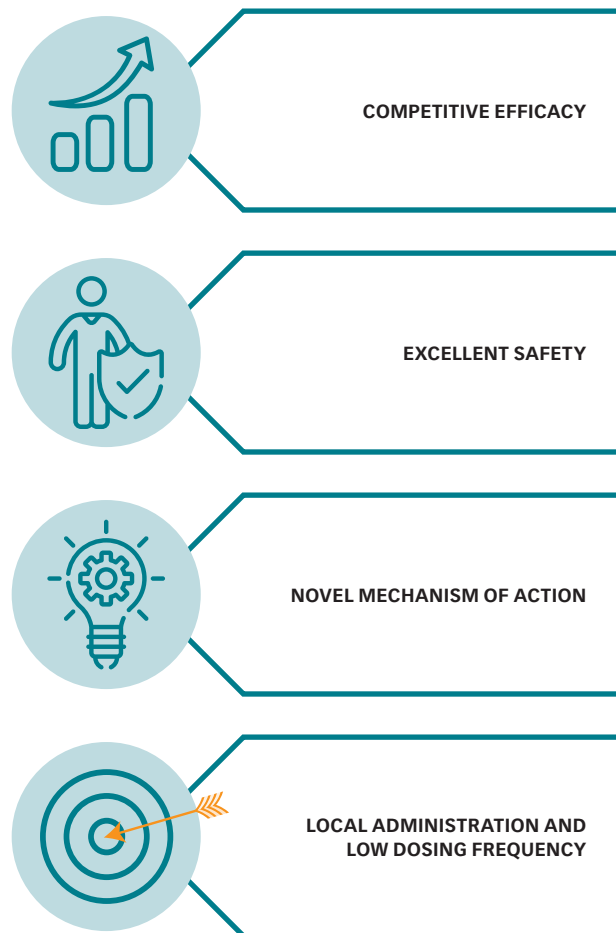 COMPETITIVE EFFICACY
EXCELLENT SAFETY
NOVEL MECHANISM OF ACTION
LOCAL ADMINISTRATION AND
LOW DOSING FREQUENCY